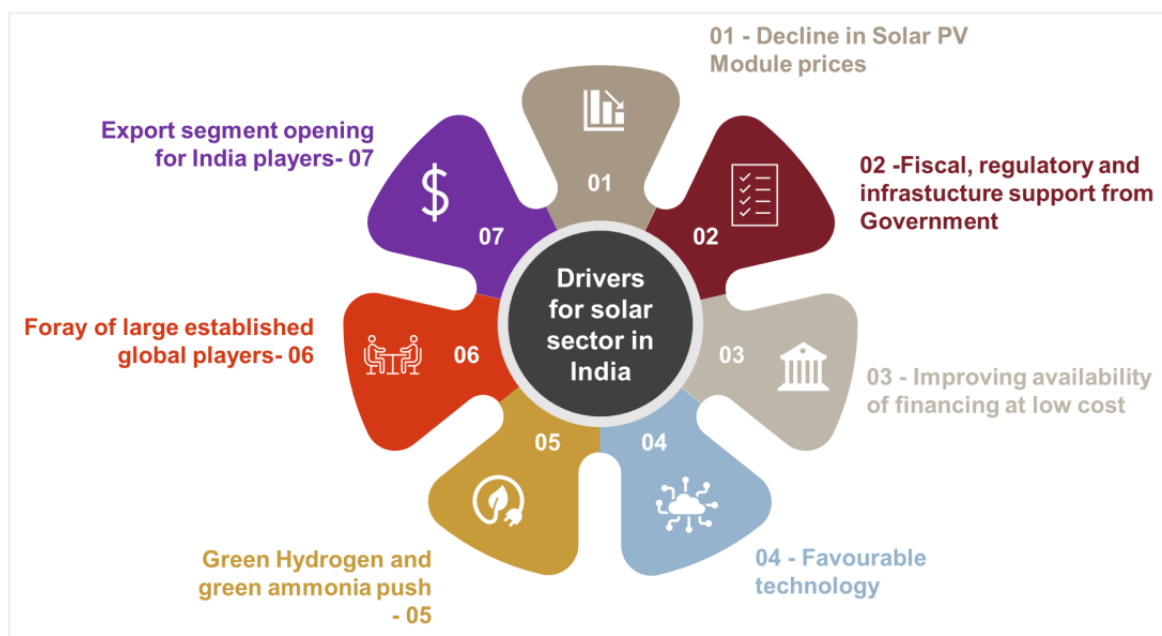 01 - Decline in Solar PV
Module prices
Export segment opening
for India players- 07
02 -Fiscal, regulatory and
infrastucture support from
Government
01
02
07
Drivers
for solar
sector in
India
Foray of large established
global players- 06
06
03
03 - Improving availability
of financing at low cost
05
04
Green Hydrogen and
green ammonia push
- 05
04 - Favourable
technology